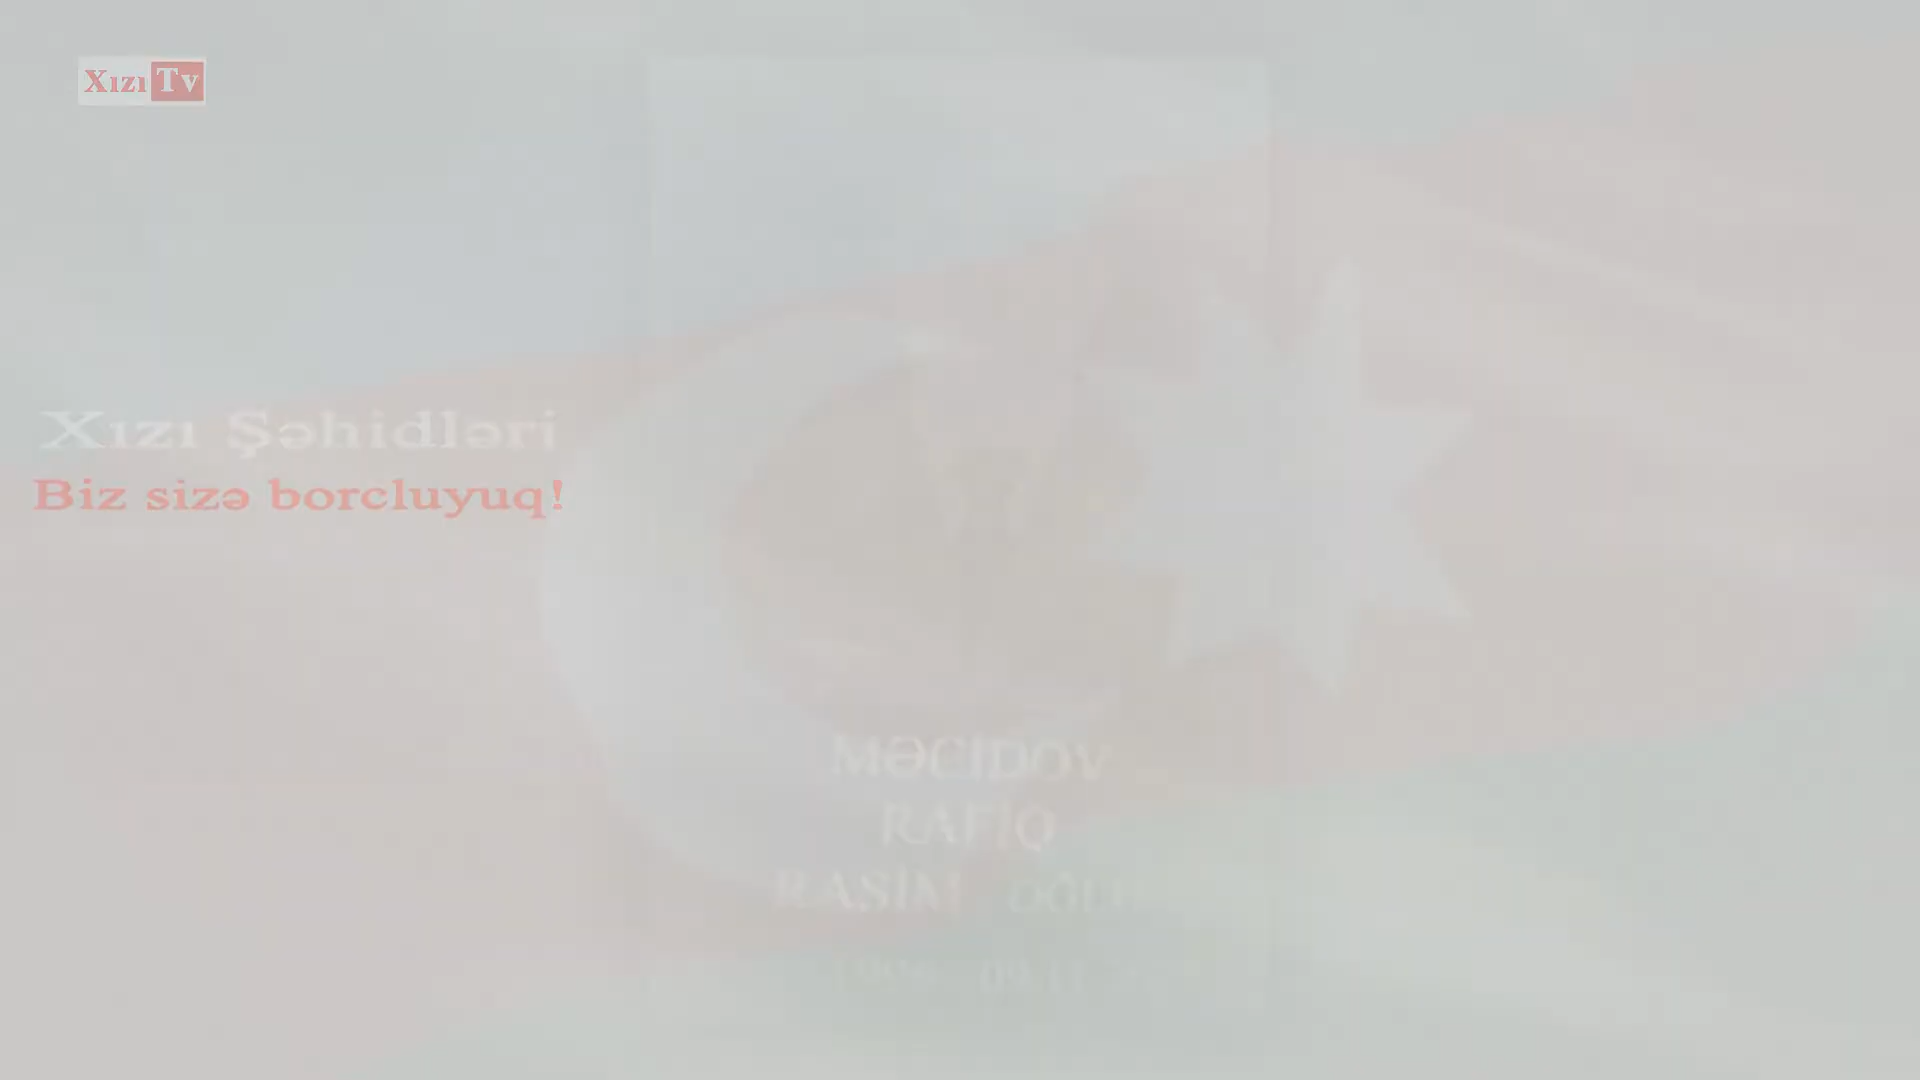 Xızı Tv
Xızı Şəhidləri
Biz sizə borcluyuq!
MƏCİDOV
RAFİQ
RASİM